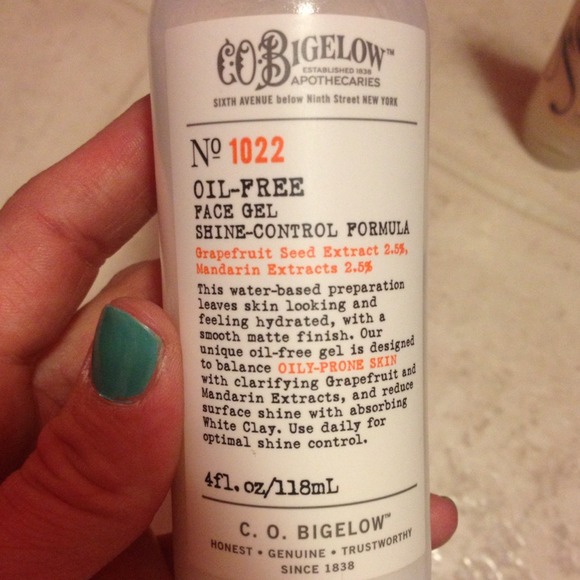 C.O. BIGELOW™
ESTABLISHED 1838
APOTHECARIES
SIXTH AVENUE below Ninth Street NEW YORK
Nº 1022
OIL-FREE
FACE GEL
SHINE-CONTROL FORMULA
Grapefruit Seed Extract 2.5%,
Mandarin Extracts 2.5%
This water-based preparation
leaves skin looking and
feeling hydrated, with a
smooth matte finish. Our
unique oil-free gel is designed
to balance OILY-PRONE SKIN
with clarifying Grapefruit and
Mandarin Extracts, and reduce
surface shine with absorbing
White Clay. Use daily for
optimal shine control.
4fl.oz/118mL
C. O. BIGELOW™
HONEST • GENUINE • TRUSTWORTHY
SINCE 1838